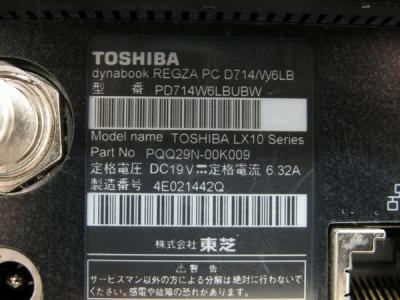 TOSHIBA
dynabook REGZA PC D714/W6LB
型 番 PD714W6LBUBW
Model name TOSHIBA LX10 Series
Part No PQQ29N-00K009
定格電圧 DC19V⎓定格電流 6.32A
製造番号 4E021442Q
株式会社 東芝
警告
サービスマン以外の方による分解は絶対に行わないで
ください。感電の恐れがあります。